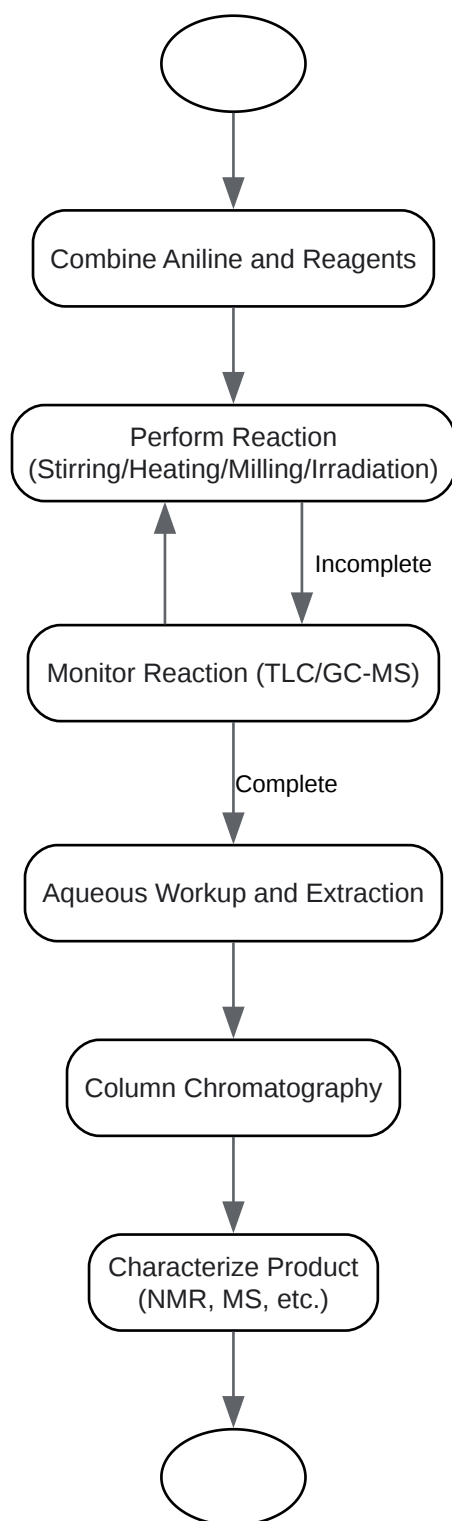 Combine Aniline and Reagents
Perform Reaction
(Stirring/Heating/Milling/Irradiation)
Incomplete
Monitor Reaction (TLC/GC-MS)
Complete
Aqueous Workup and Extraction
Column Chromatography
Characterize Product
(NMR, MS, etc.)